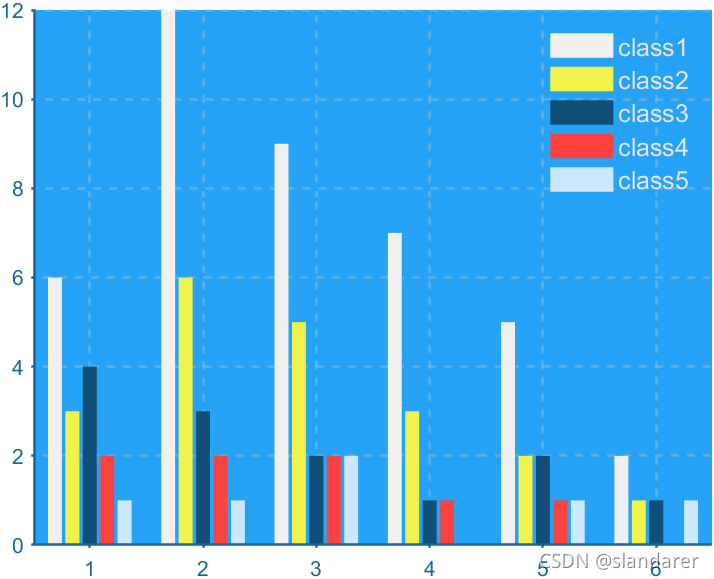 12
10
8
6
4
2
0
class1
class2
class3
class4
class5
1 2 3 4 5 6
CSDN @slandarer